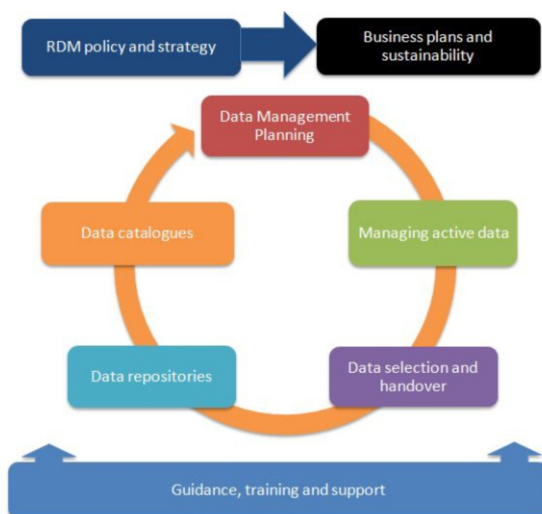 RDM policy and strategy
Business plans and
sustainability
Data Management
Planning
Data catalogues
Managing active data
Data repositories
Data selection and
handover
Guidance, training and support